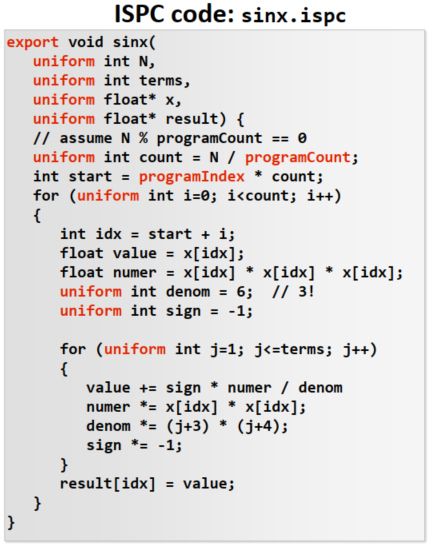 ISPC code: sinx.ispc
export void sinx(
   uniform int N,
   uniform int terms,
   uniform float* x,
   uniform float* result) {
   // assume N % programCount == 0
   uniform int count = N / programCount;
   int start = programIndex * count;
   for (uniform int i=0; i<count; i++)
   {
      int idx = start + i;
      float value = x[idx];
      float numer = x[idx] * x[idx] * x[idx];
      uniform int denom = 6;  // 3!
      uniform int sign = -1;

      for (uniform int j=1; j<=terms; j++)
      {
         value += sign * numer / denom
         numer *= x[idx] * x[idx];
         denom *= (j+3) * (j+4);
         sign *= -1;
      }
      result[idx] = value;
   }
}